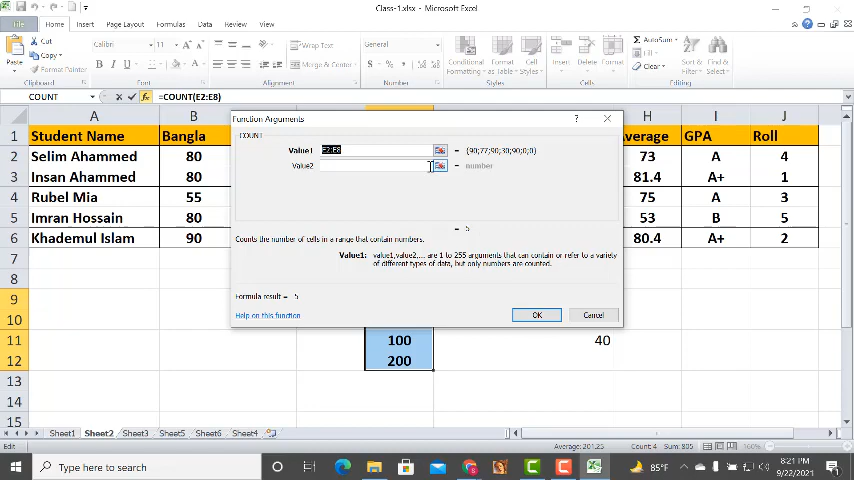 Class-1.xlsx - Microsoft Excel
File Home Insert Page Layout Formulas Data Review View
Paste Cut Copy Format Painter Clipboard
Calibri 11 B I U Font
Wrap Text Merge & Center Alignment
General $ % Number
Conditional Formatting Format as Table Cell Styles Styles
Insert Delete Format Cells
AutoSum Fill Clear Sort & Filter Find & Select Editing
COUNT =COUNT(E2:E8)
A B H I J
1 Student Name Bangla Average GPA Roll
2 Selim Ahammed 80 73 A 4
3 Insan Ahammed 80 81.4 A+ 1
4 Rubel Mia 55 75 A 3
5 Imran Hossain 80 53 B 5
6 Khademul Islam 90 80.4 A+ 2
7
8
9
10
11 100 40
12 200
13
14
15
Function Arguments ?
COUNT
Value1 E2:E8 = {90;77;90;30;90;0;0}
Value2 = number
= 5
Counts the number of cells in a range that contain numbers.
Value1: value1,value2,... are 1 to 255 arguments that can contain or refer to a variety
of different types of data, but only numbers are counted.
Formula result = 5
Help on this function OK Cancel
Sheet1 Sheet2 Sheet3 Sheet5 Sheet6 Sheet4
Edit Average: 201.25 Count: 4 Sum: 805 160%
Type here to search
85°F
8:21 PM
9/22/2021